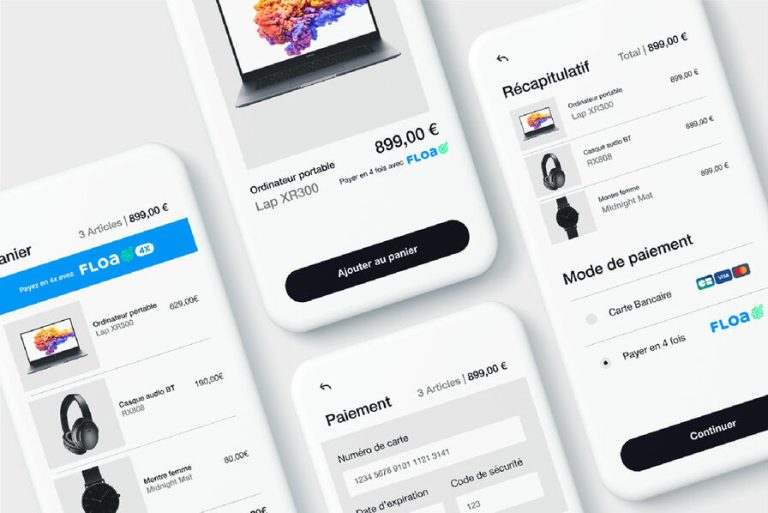 anier
3 Articles | 899,00 €
Payez en 4x avec FLOA 4X
Ordinateur portable
Lap XR300
629,00€
Casque audio BT
RX808
190,00€
Montre femme
Midnight Mat
80,00€
899,00 €
Ordinateur portable
Lap XR300
Payer en 4 fois avec FLOA
Ajouter au panier
Paiement
3 Articles | 899,00 €
Numéro de carte
1234 5678 9101 1121 3141
Date d'expiration
Code de sécurité
123
Récapitulatif
Total | 899,00 €
Ordinateur portable
Lap XR300
899,00 €
Casque audio BT
RX808
899,00 €
Montre femme
Midnight Mat
899,00 €
Mode de paiement
Carte Bancaire
CB
VISA
Payer en 4 fois
FLOA
Continuer